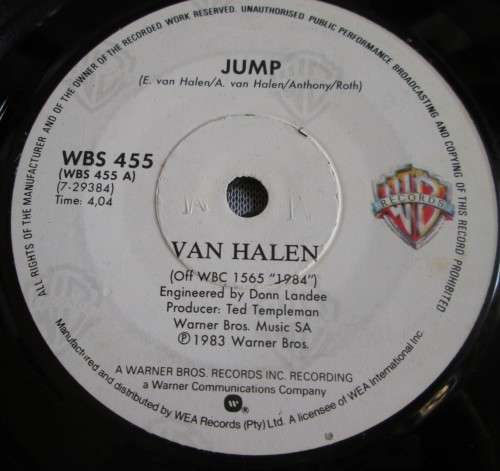 ALL RIGHTS OF THE MANUFACTURER AND OF THE OWNER OF THE RECORDED WORK RESERVED. UNAUTHORISED PUBLIC PERFORMANCE BROADCASTING AND COPYING OF THIS RECORD PROHIBITED
JUMP
(E. van Halen/A. van Halen/Anthony/Roth)
WBS 455
(WBS 455 A)
(7-29384)
Time: 4,04
WB
RECORDS
VAN HALEN
(Off WBC 1565 "1984")
Engineered by Donn Landee
Producer: Ted Templeman
Warner Bros. Music SA
℗ 1983 Warner Bros.
A WARNER BROS. RECORDS INC. RECORDING
a Warner Communications Company
W®
Manufactured and distributed by WEA Records (Pty) Ltd. A licensee of WEA International Inc.